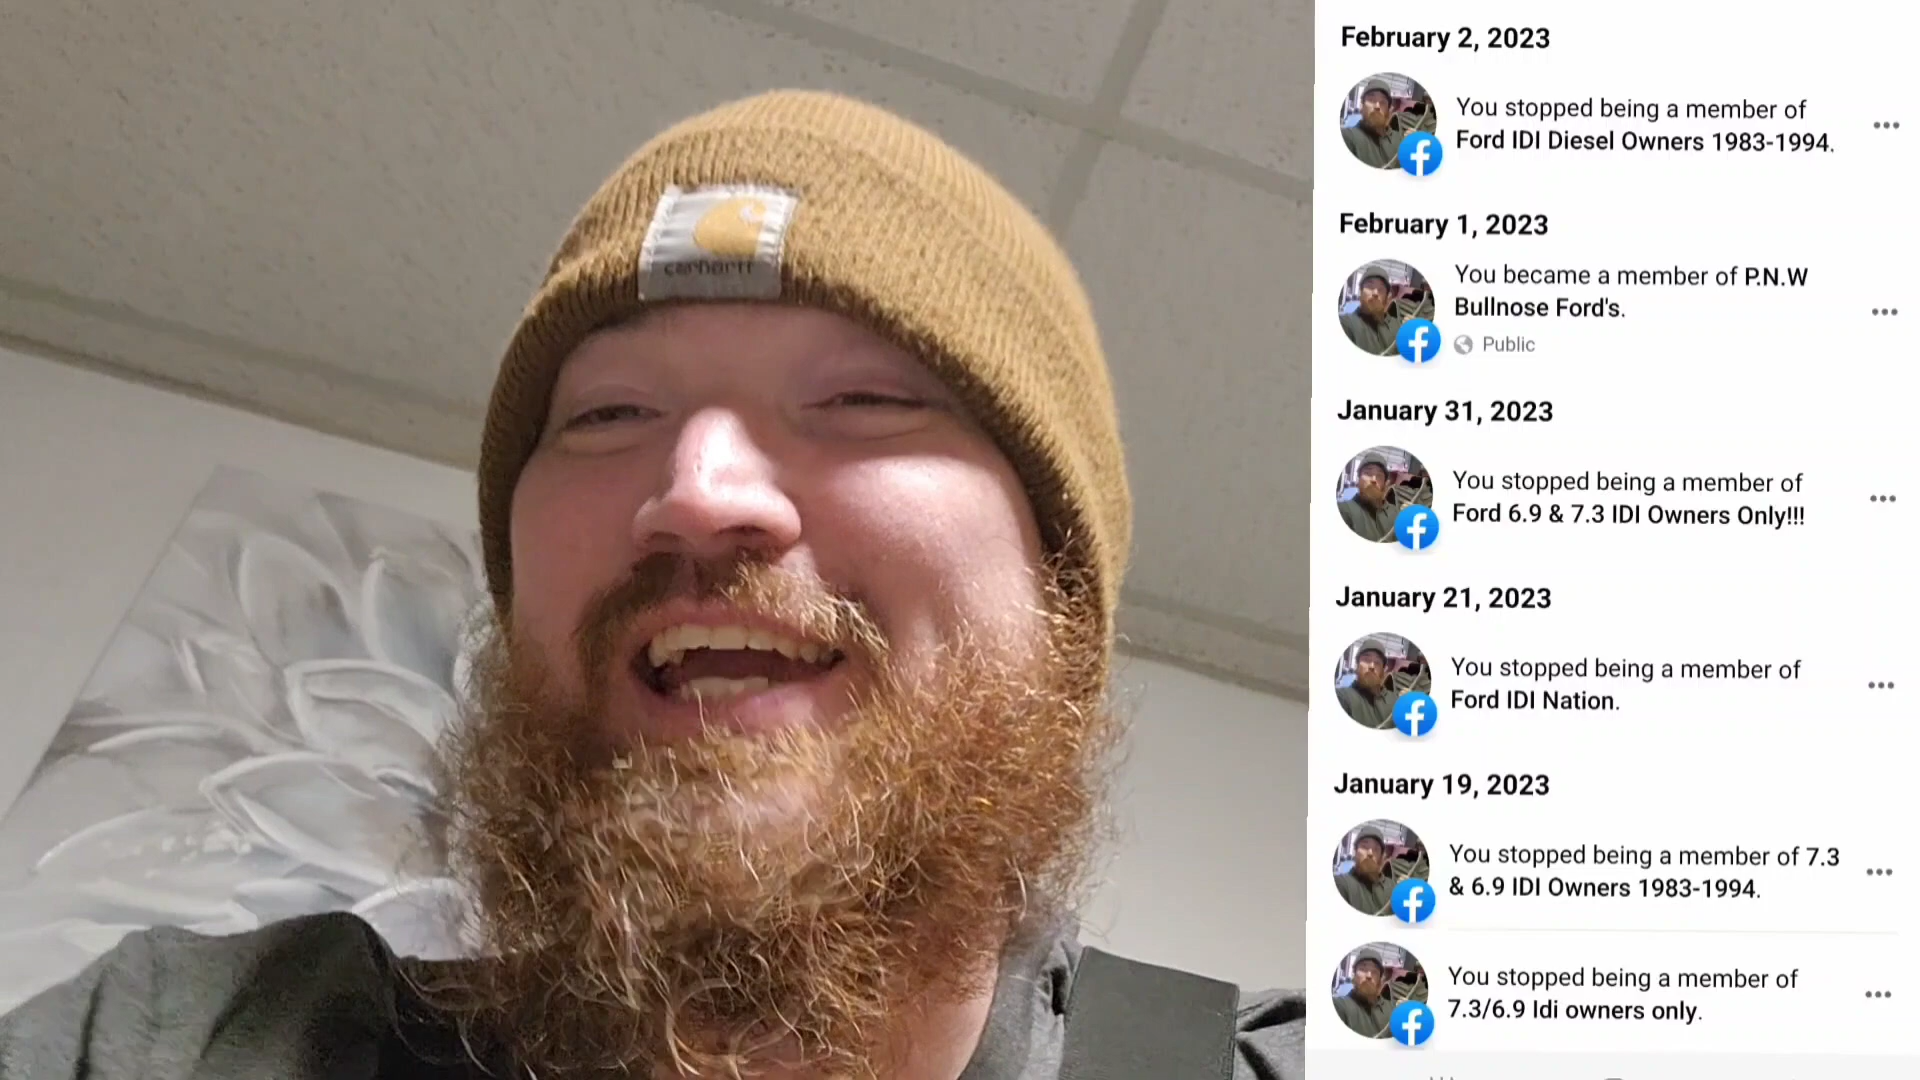 carhartt
February 2, 2023
You stopped being a member of
Ford IDI Diesel Owners 1983-1994.
February 1, 2023
You became a member of P.N.W
Bullnose Ford's.
Public
January 31, 2023
You stopped being a member of
Ford 6.9 & 7.3 IDI Owners Only!!!
January 21, 2023
You stopped being a member of
Ford IDI Nation.
January 19, 2023
You stopped being a member of 7.3
& 6.9 IDI Owners 1983-1994.
You stopped being a member of
7.3/6.9 Idi owners only.